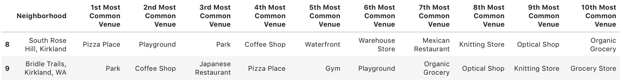 Neighborhood 1st Most Common Venue 2nd Most Common Venue 3rd Most Common Venue 4th Most Common Venue 5th Most Common Venue 6th Most Common Venue 7th Most Common Venue 8th Most Common Venue 9th Most Common Venue 10th Most Common Venue
8 South Rose Hill, Kirkland Pizza Place Playground Park Coffee Shop Waterfront Warehouse Store Mexican Restaurant Knitting Store Optical Shop Organic Grocery
9 Bridle Trails, Kirkland, WA Park Coffee Shop Japanese Restaurant Pizza Place Gym Playground Organic Grocery Optical Shop Knitting Store Grocery Store